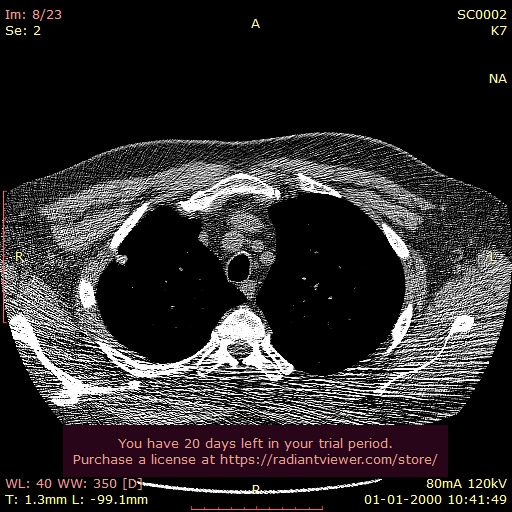 Im: 8/23
Se: 2
A
SC0002
K7
NA
R
L
You have 20 days left in your trial period.
Purchase a license at https://radiantviewer.com/store/
WL: 40 WW: 350 [D]
T: 1.3mm L: -99.1mm
P
80mA 120kV
01-01-2000 10:41:49